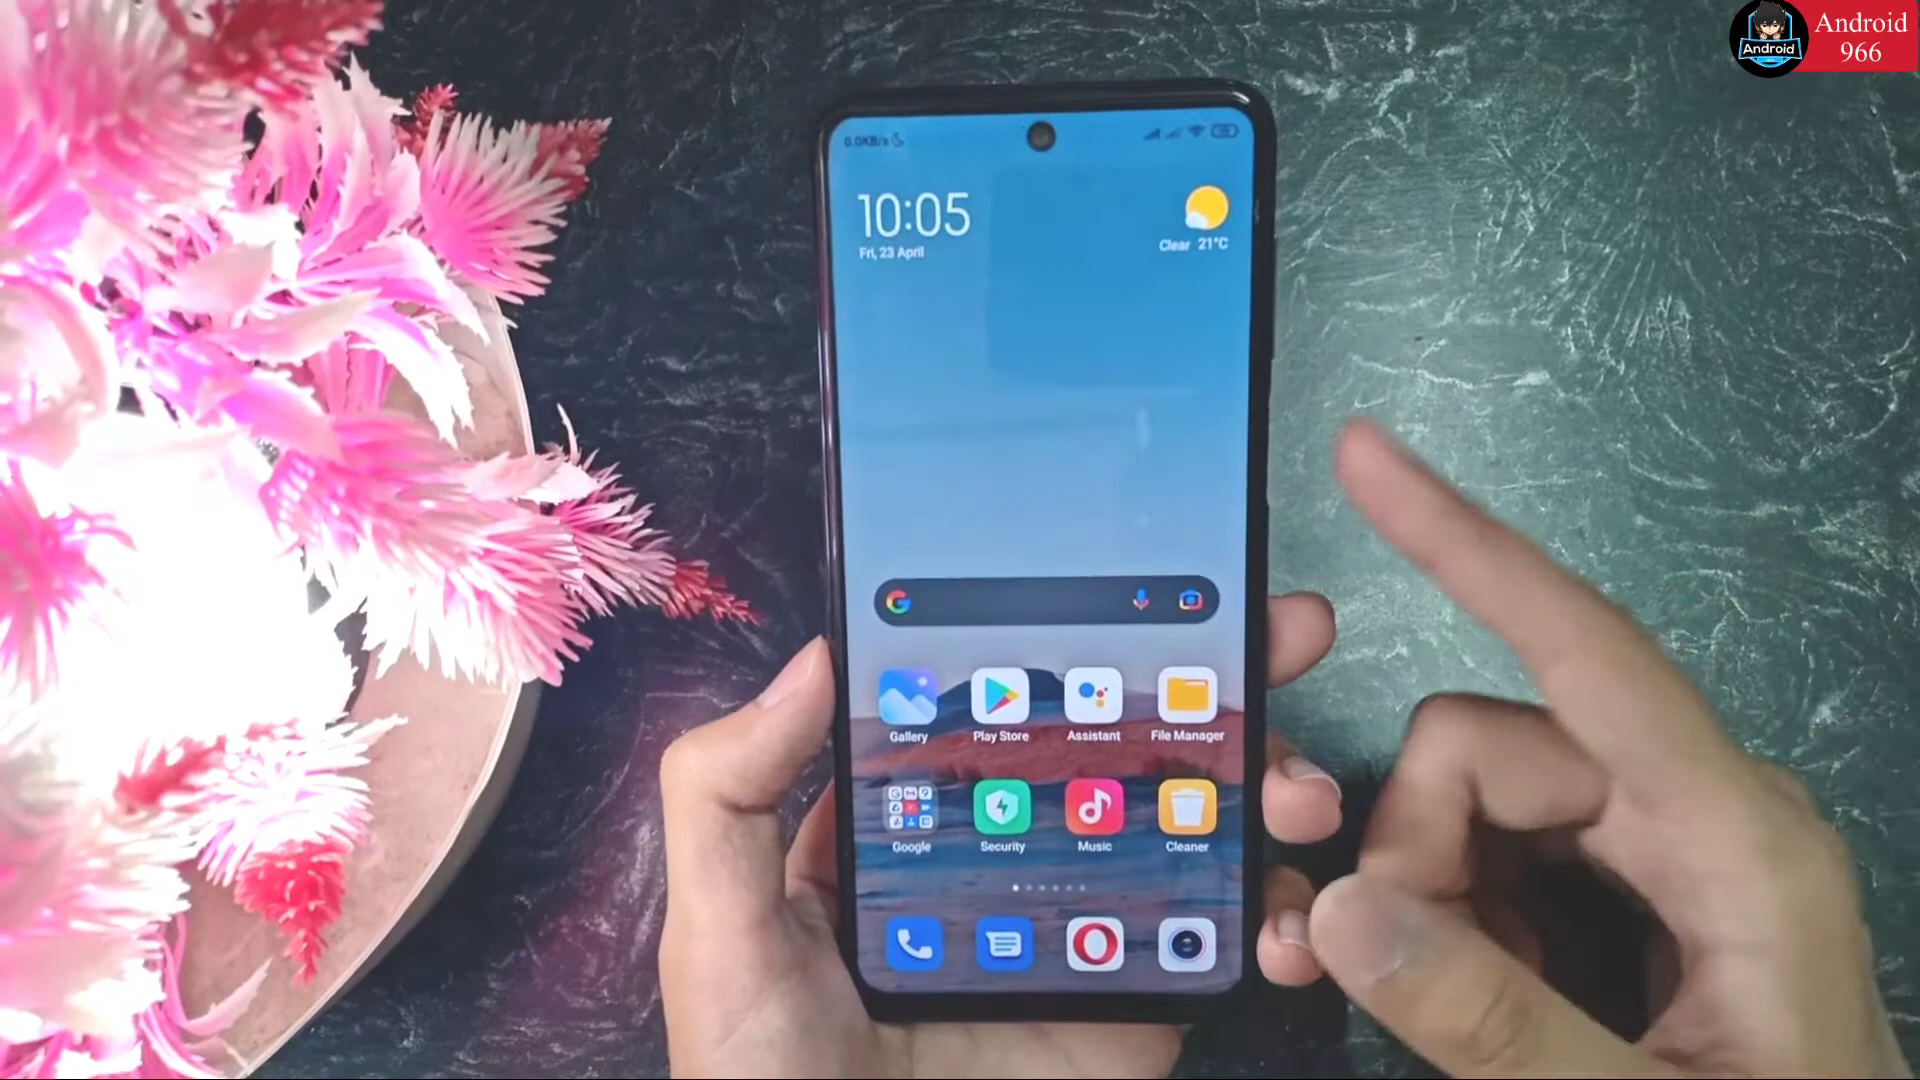 Android
Android
966
0.0KB/s
10:05
Fri, 23 April
Clear 21°C
Gallery
Play Store
Assistant
File Manager
Google
Security
Music
Cleaner